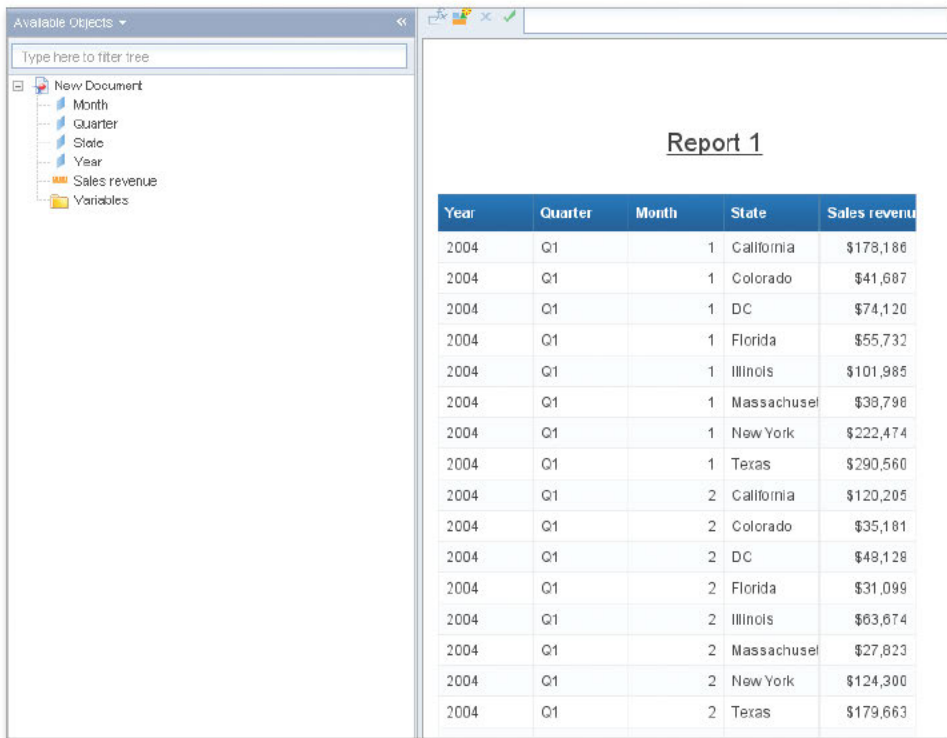 Available Objects
Type here to filter tree
New Document
Month
Quarter
State
Year
Sales revenue
Variables
Report 1
Year Quarter Month State Sales revenu
2004 Q1 1 California $178,186
2004 Q1 1 Colorado $41,687
2004 Q1 1 DC $74,120
2004 Q1 1 Florida $55,732
2004 Q1 1 Illinois $101,985
2004 Q1 1 Massachuset $38,798
2004 Q1 1 New York $222,474
2004 Q1 1 Texas $290,560
2004 Q1 2 California $120,205
2004 Q1 2 Colorado $35,181
2004 Q1 2 DC $48,128
2004 Q1 2 Florida $31,099
2004 Q1 2 Illinois $63,674
2004 Q1 2 Massachuset $27,823
2004 Q1 2 New York $124,300
2004 Q1 2 Texas $179,663